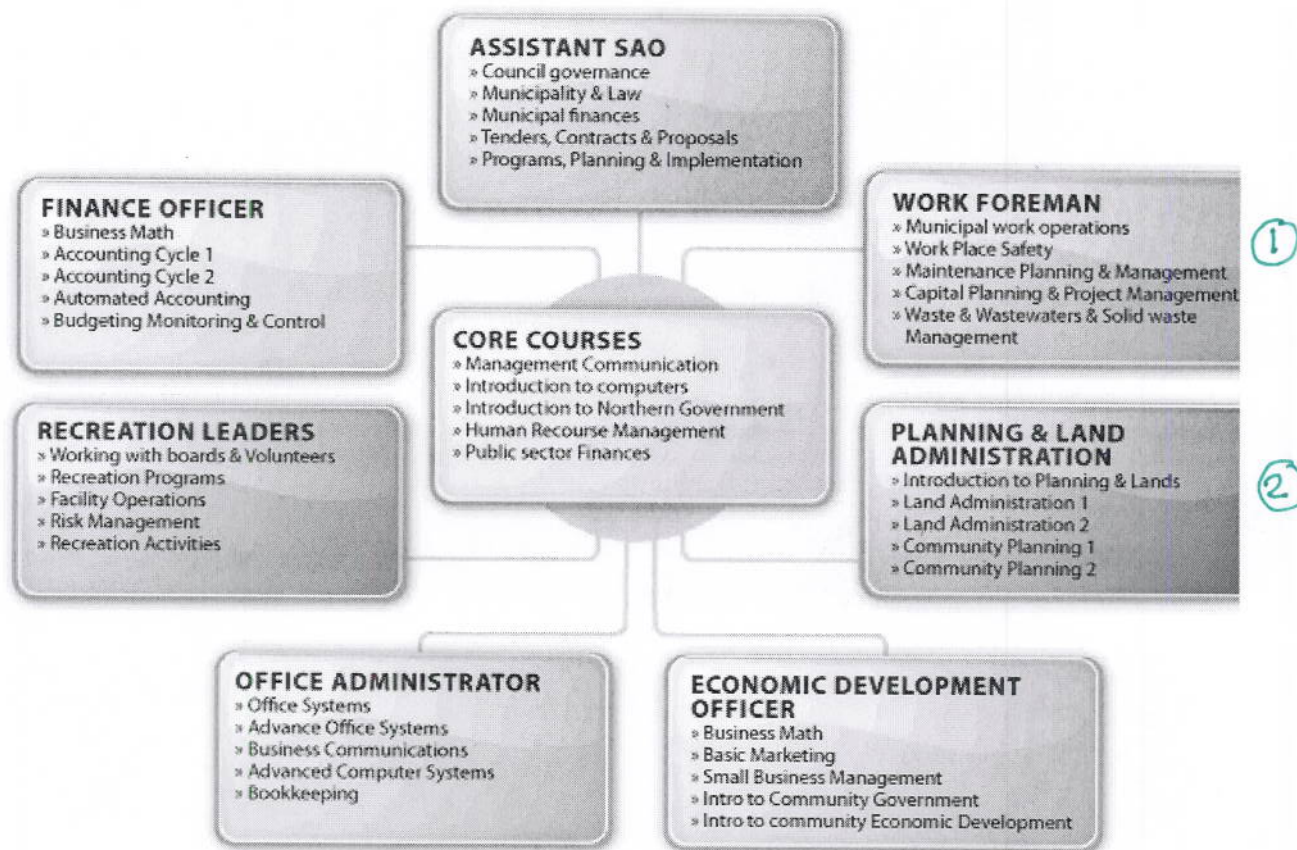 ASSISTANT SAO
» Council governance
» Municipality & Law
» Municipal finances
» Tenders, Contracts & Proposals
» Programs, Planning & Implementation
FINANCE OFFICER
» Business Math
» Accounting Cycle 1
» Accounting Cycle 2
» Automated Accounting
» Budgeting Monitoring & Control
WORK FOREMAN
» Municipal work operations
» Work Place Safety
» Maintenance Planning & Management
» Capital Planning & Project Management
» Waste & Wastewaters & Solid waste
Management
1
CORE COURSES
» Management Communication
» Introduction to computers
» Introduction to Northern Government
» Human Recourse Management
» Public sector Finances
RECREATION LEADERS
» Working with boards & Volunteers
» Recreation Programs
» Facility Operations
» Risk Management
» Recreation Activities
PLANNING & LAND
ADMINISTRATION
» Introduction to Planning & Lands
» Land Administration 1
» Land Administration 2
» Community Planning 1
» Community Planning 2
2
OFFICE ADMINISTRATOR
» Office Systems
» Advance Office Systems
» Business Communications
» Advanced Computer Systems
» Bookkeeping
ECONOMIC DEVELOPMENT
OFFICER
» Business Math
» Basic Marketing
» Small Business Management
» Intro to Community Government
» Intro to community Economic Development